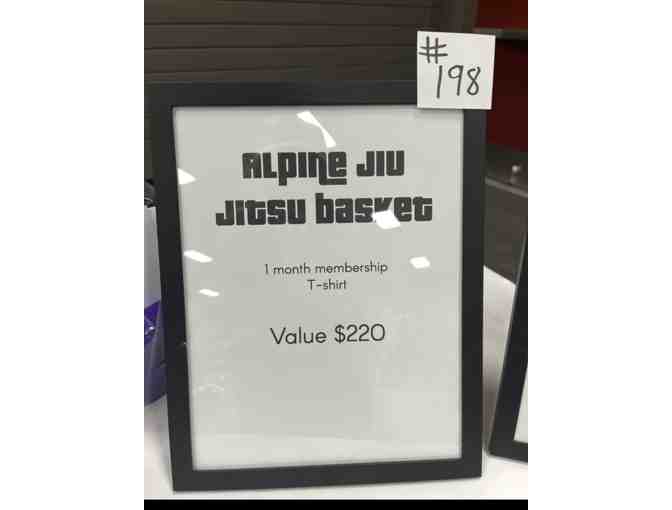 #
198
ALPINE JIU
JITSU BASKET
1 month membership
T-shirt
Value $220